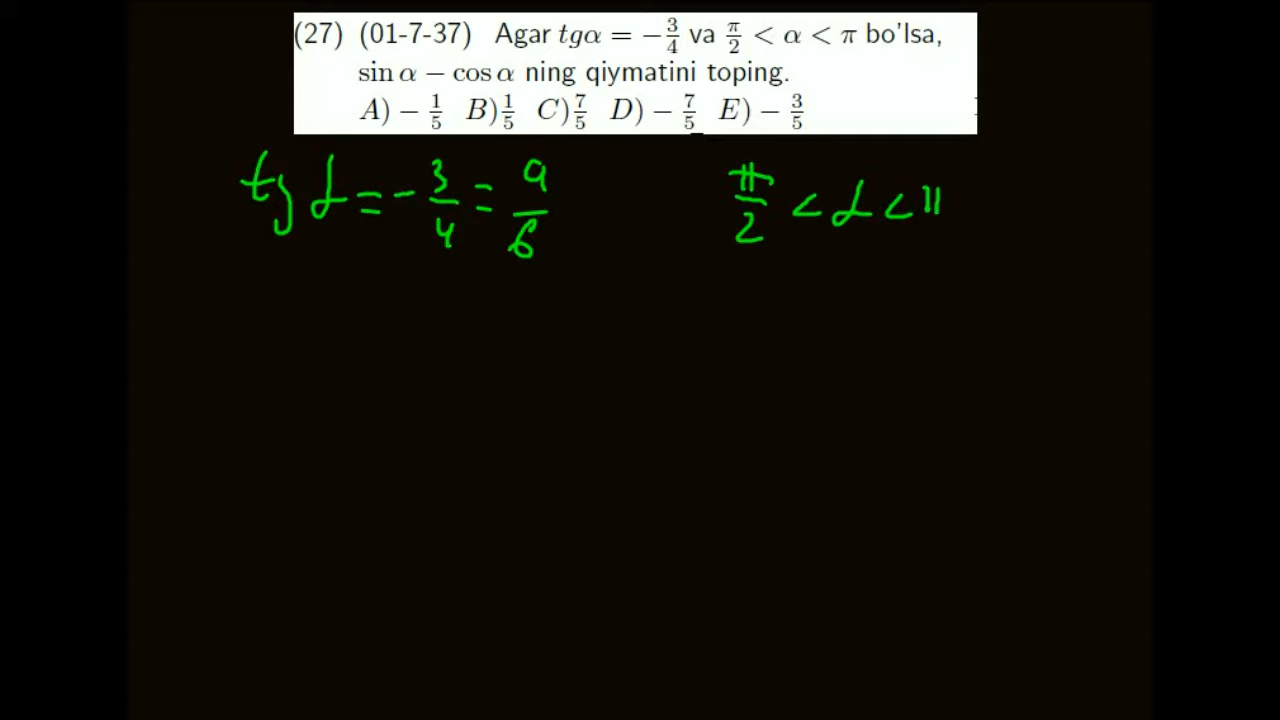 (27) (01-7-37) Agar tgα = −3/4 va π/2 < α < π bo'lsa,
sin α − cos α ning qiymatini toping.
A) − 1/5 B) 1/5 C) 7/5 D) − 7/5 E) − 3/5
tg α = − 3/4 = a/б π/2 < α < π